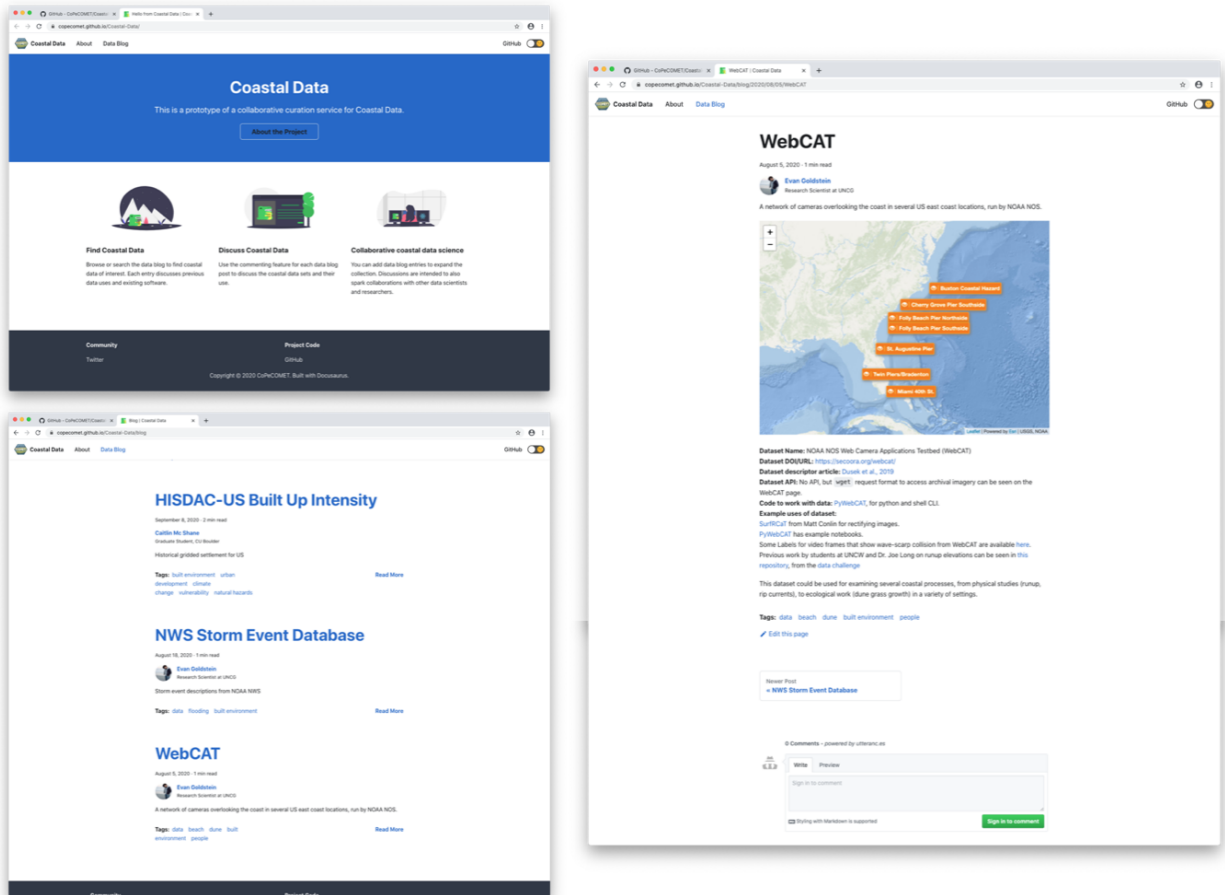 GitHub - CoPeCOMET/Coastal
Hello from Coastal Data | Coas
copecomet.github.io/Coastal-Data/
Coastal Data About Data Blog GitHub
Coastal Data
This is a prototype of a collaborative curation service for Coastal Data.
About the Project
Find Coastal Data
Browse or search the data blog to find coastal
data of interest. Each entry discusses previous
data uses and existing software.
Discuss Coastal Data
Use the commenting feature for each data blog
post to discuss the coastal data sets and their
use.
Collaborative coastal data science
You can add data blog entries to expand the
collection. Discussions are intended to also
spark collaborations with other data scientists
and researchers.
Community
Twitter
Project Code
GitHub
Copyright © 2020 CoPeCOMET. Built with Docusaurus.
GitHub - CoPeCOMET/Coastal
Blog | Coastal Data
copecomet.github.io/Coastal-Data/blog
Coastal Data About Data Blog GitHub
HISDAC-US Built Up Intensity
September 8, 2020 · 2 min read
Caitlin Mc Shane
Graduate Student, CU Boulder
Historical gridded settlement for US
Tags: built environment urban
development climate
change vulnerability natural hazards
Read More
NWS Storm Event Database
August 18, 2020 · 1 min read
Evan Goldstein
Research Scientist at UNCG
Storm event descriptions from NOAA NWS
Tags: data flooding built environment
Read More
WebCAT
August 5, 2020 · 1 min read
Evan Goldstein
Research Scientist at UNCG
A network of cameras overlooking the coast in several US east coast locations, run by NOAA NOS.
Tags: data beach dune built
environment people
Read More
Community Project Code
GitHub - CoPeCOMET/Coastal
WebCAT | Coastal Data
copecomet.github.io/Coastal-Data/blog/2020/08/05/WebCAT
Coastal Data About Data Blog GitHub
WebCAT
August 5, 2020 · 1 min read
Evan Goldstein
Research Scientist at UNCG
A network of cameras overlooking the coast in several US east coast locations, run by NOAA NOS.
+
−
Buxton Coastal Hazard
Cherry Grove Pier Southside
Folly Beach Pier Northside
Folly Beach Pier Southside
St. Augustine Pier
Twin Piers/Bradenton
Miami 40th St.
Leaflet | Powered by Esri | USGS, NOAA
Dataset Name: NOAA NOS Web Camera Applications Testbed (WebCAT)
Dataset DOI/URL: https://secoora.org/webcat/
Dataset descriptor article: Dusek et al., 2019
Dataset API: No API, but wget request format to access archival imagery can be seen on the
WebCAT page.
Code to work with data: PyWebCAT, for python and shell CLI.
Example uses of dataset:
SurfRCaT from Matt Conlin for rectifying images.
PyWebCAT has example notebooks.
Some Labels for video frames that show wave-scarp collision from WebCAT are available here.
Previous work by students at UNCW and Dr. Joe Long on runup elevations can be seen in this
repository, from the data challenge
This dataset could be used for examining several coastal processes, from physical studies (runup,
rip currents), to ecological work (dune grass growth) in a variety of settings.
Tags: data beach dune built environment people
Edit this page
Newer Post
« NWS Storm Event Database
0 Comments - powered by utteranc.es
Write Preview
Sign in to comment
Styling with Markdown is supported
Sign in to comment